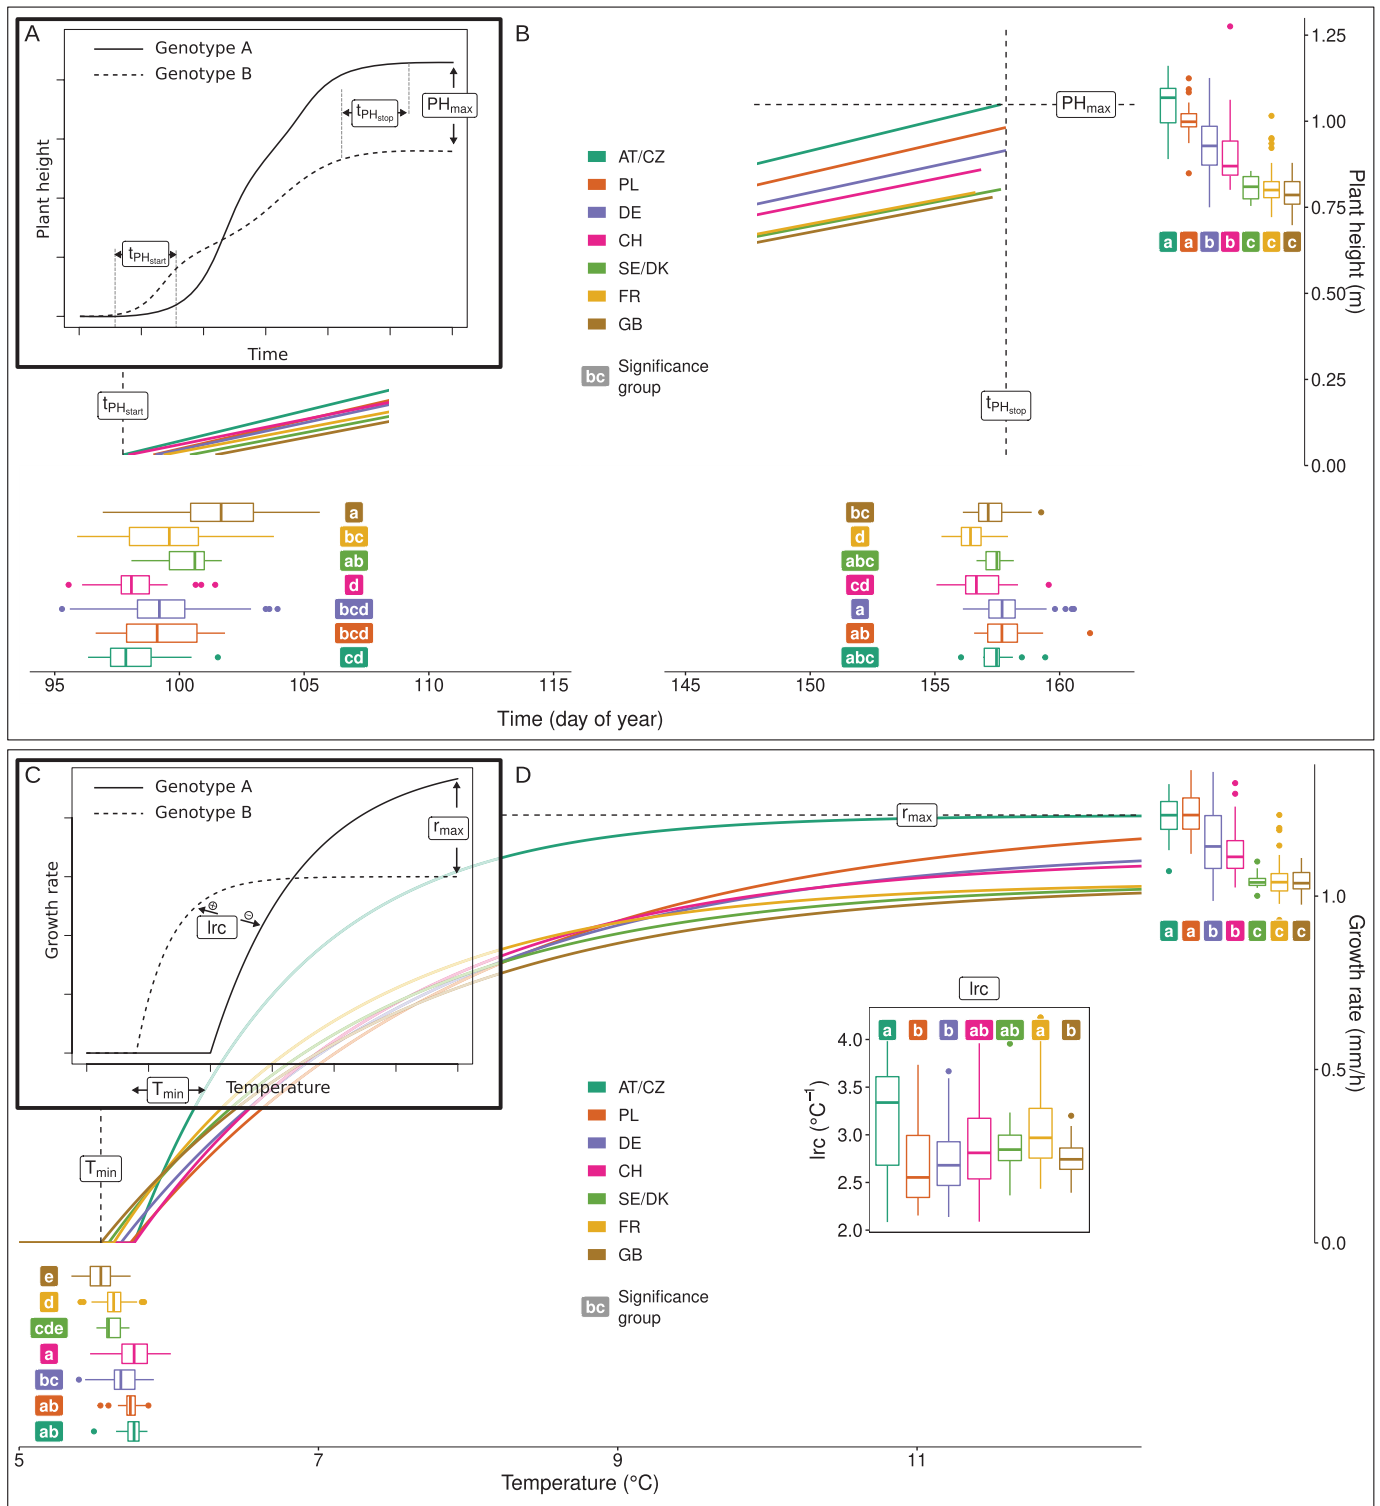 A
Genotype A
Genotype B
tPHstop
PHmax
tPHstart
Plant height
Time
B
PHmax
1.25
1.00
0.75
0.50
0.25
0.00
Plant height (m)
AT/CZ
PL
DE
CH
SE/DK
FR
GB
bc Significance
group
a a b b c c c
tPHstart
tPHstop
a
bc
ab
d
bcd
bcd
cd
bc
d
abc
cd
a
ab
abc
95 100 105 110 115
145 150 155 160
Time (day of year)
C
Genotype A
Genotype B
rmax
⊕ ⊖
lrc
Growth rate
Tmin
Temperature
D
rmax
1.0
0.5
0.0
Growth rate (mm/h)
a a b b c c c
lrc
a b b ab ab a b
4.0
3.5
3.0
2.5
2.0
lrc (°C⁻¹)
AT/CZ
PL
DE
CH
SE/DK
FR
GB
bc Significance
group
Tmin
e
d
cde
a
bc
ab
ab
5 7 9 11
Temperature (°C)